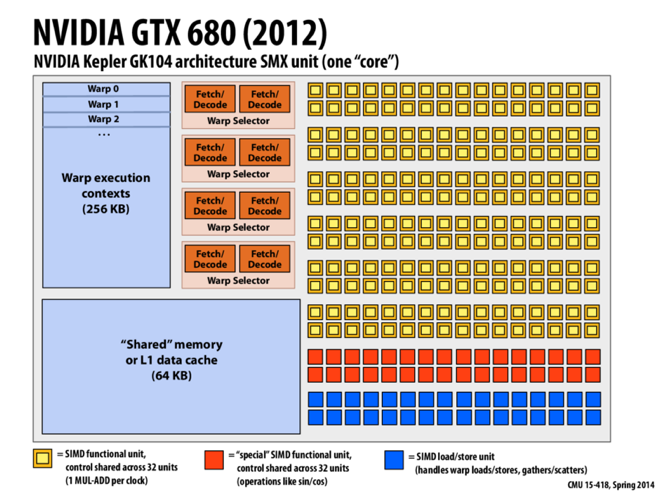 NVIDIA GTX 680 (2012)
NVIDIA Kepler GK104 architecture SMX unit (one “core”)
Warp 0
Warp 1
Warp 2
...
Warp execution
contexts
(256 KB)
Fetch/
Decode
Fetch/
Decode
Warp Selector
Fetch/
Decode
Fetch/
Decode
Warp Selector
Fetch/
Decode
Fetch/
Decode
Warp Selector
Fetch/
Decode
Fetch/
Decode
Warp Selector
“Shared” memory
or L1 data cache
(64 KB)
= SIMD functional unit,
control shared across 32 units
(1 MUL-ADD per clock)
= “special” SIMD functional unit,
control shared across 32 units
(operations like sin/cos)
= SIMD load/store unit
(handles warp loads/stores, gathers/scatters)
CMU 15-418, Spring 2014